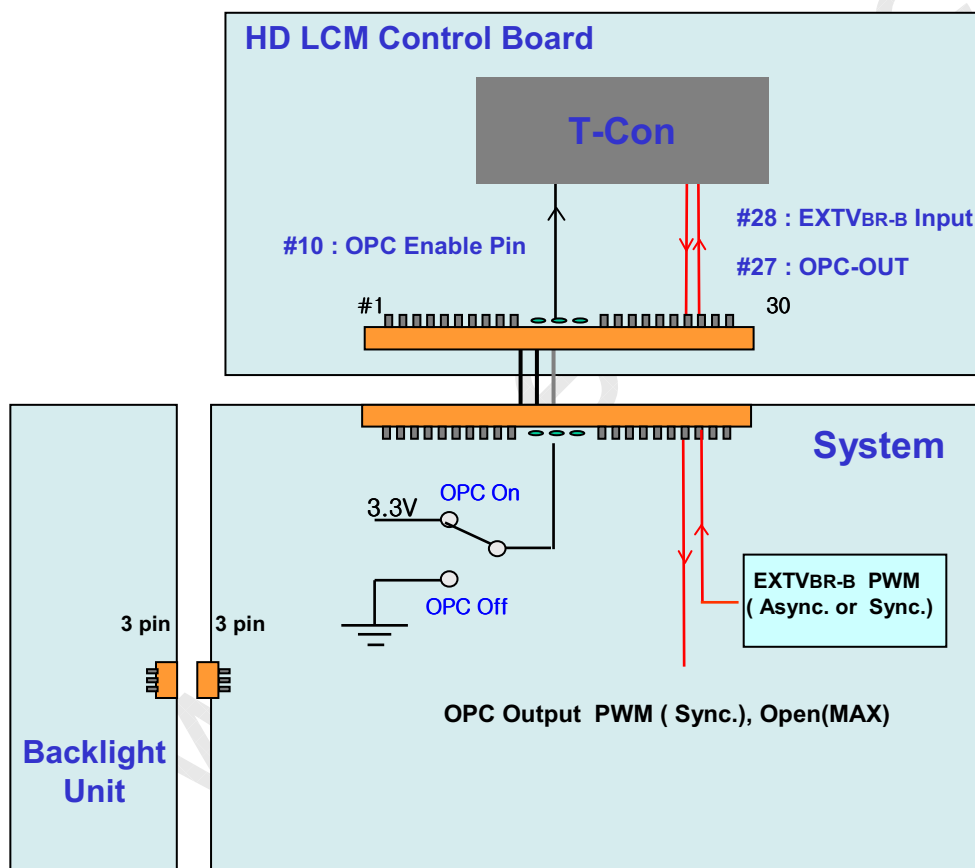 HD LCM Control Board
T-Con
#10 : OPC Enable Pin
#28 : EXTVBR-B Input
#27 : OPC-OUT
#1
30
System
OPC On
3.3V
OPC Off
EXTVBR-B PWM
( Async. or Sync.)
3 pin
3 pin
OPC Output PWM ( Sync.), Open(MAX)
Backlight
Unit